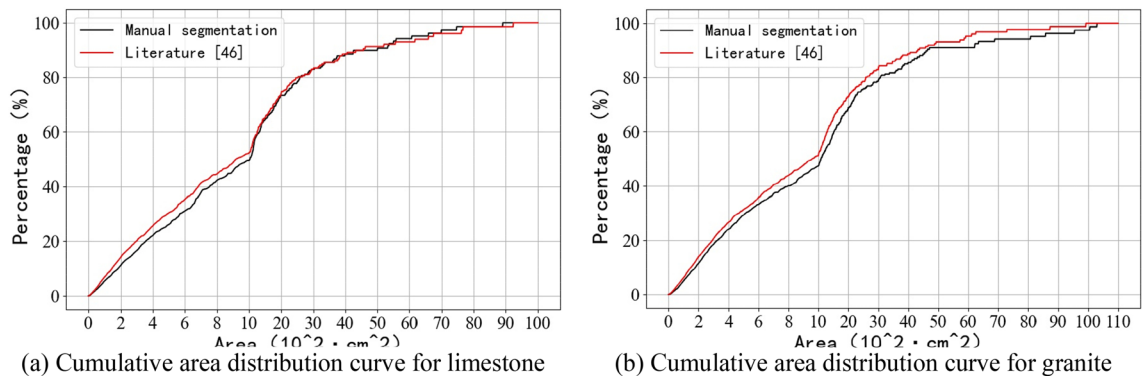 100
80
60
40
20
0
Percentage (%)
Manual segmentation
Literature [46]
0 2 4 6 8 10 20 30 40 50 60 70 80 90 100
Area (10^2·cm^2)
(a) Cumulative area distribution curve for limestone
100
80
60
40
20
0
Percentage (%)
Manual segmentation
Literature [46]
0 2 4 6 8 10 20 30 40 50 60 70 80 90 100 110
Area (10^2·cm^2)
(b) Cumulative area distribution curve for granite